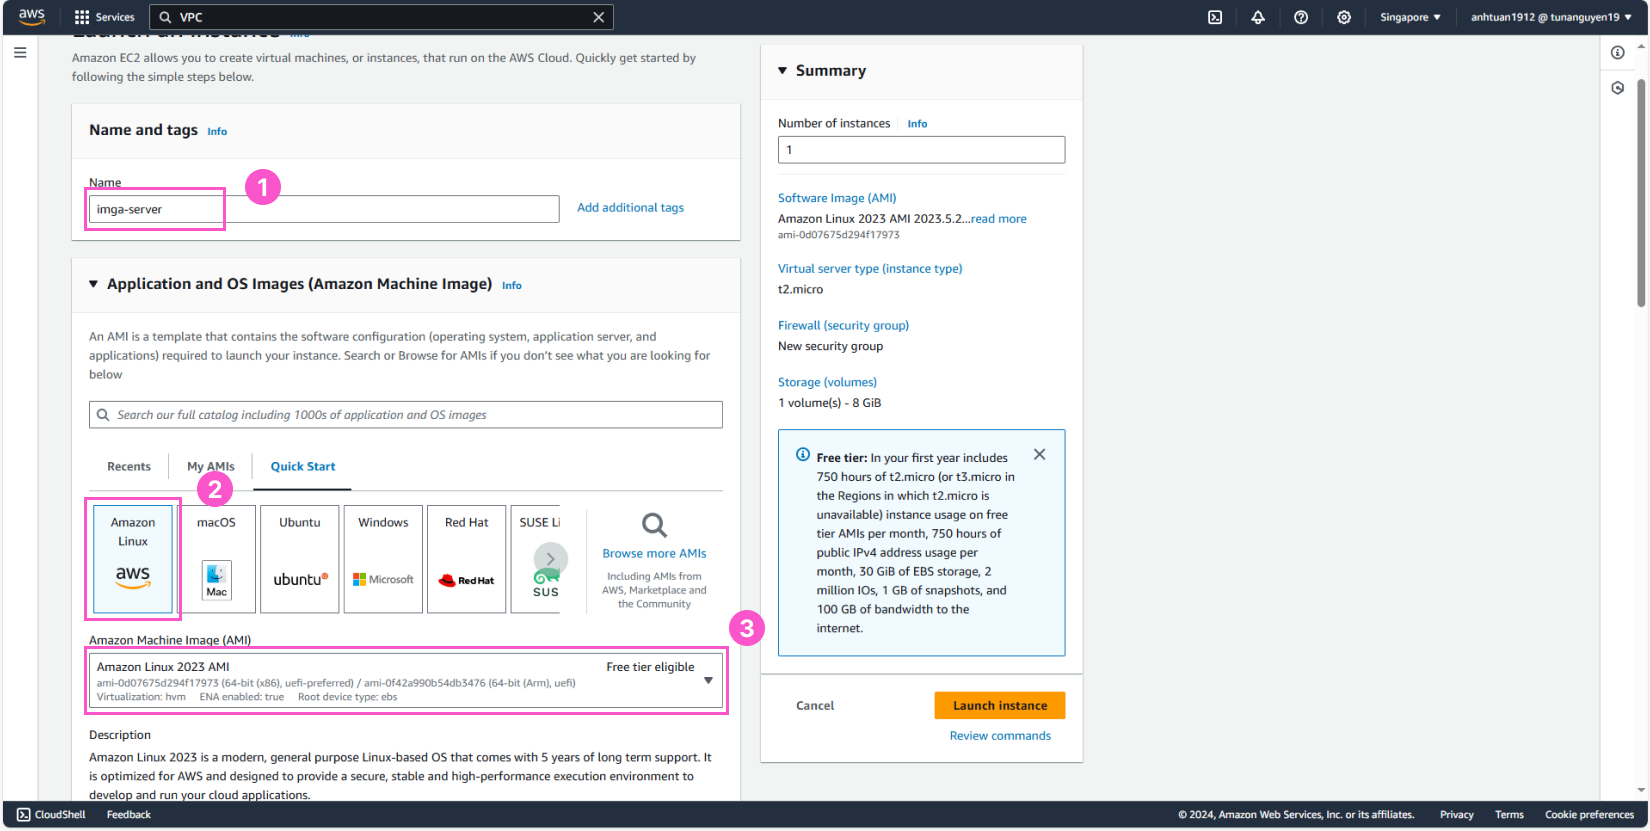 aws
Services
VPC
Singapore
anhtuan1912 @ tunanguyen19
Launch an instance Info
Amazon EC2 allows you to create virtual machines, or instances, that run on the AWS Cloud. Quickly get started by
following the simple steps below.
Name and tags Info
Name
1
imga-server
Add additional tags
Application and OS Images (Amazon Machine Image) Info
An AMI is a template that contains the software configuration (operating system, application server, and
applications) required to launch your instance. Search or Browse for AMIs if you don't see what you are looking for
below
Search our full catalog including 1000s of application and OS images
Recents
My AMIs
Quick Start
2
Amazon
Linux
aws
macOS
Mac
Ubuntu
ubuntu
Windows
Microsoft
Red Hat
Red Hat
SUSE Li
SUS
Browse more AMIs
Including AMIs from
AWS, Marketplace and
the Community
Amazon Machine Image (AMI)
3
Amazon Linux 2023 AMI
Free tier eligible
ami-0d07675d294f17973 (64-bit (x86), uefi-preferred) / ami-0f42a990b54db3476 (64-bit (Arm), uefi)
Virtualization: hvm ENA enabled: true Root device type: ebs
Description
Amazon Linux 2023 is a modern, general purpose Linux-based OS that comes with 5 years of long term support. It
is optimized for AWS and designed to provide a secure, stable and high-performance execution environment to
develop and run your cloud applications.
Summary
Number of instances Info
1
Software Image (AMI)
Amazon Linux 2023 AMI 2023.5.2...read more
ami-0d07675d294f17973
Virtual server type (instance type)
t2.micro
Firewall (security group)
New security group
Storage (volumes)
1 volume(s) - 8 GiB
Free tier: In your first year includes
750 hours of t2.micro (or t3.micro in
the Regions in which t2.micro is
unavailable) instance usage on free
tier AMIs per month, 750 hours of
public IPv4 address usage per
month, 30 GiB of EBS storage, 2
million IOs, 1 GB of snapshots, and
100 GB of bandwidth to the
internet.
Cancel
Launch instance
Review commands
CloudShell
Feedback
© 2024, Amazon Web Services, Inc. or its affiliates.
Privacy
Terms
Cookie preferences